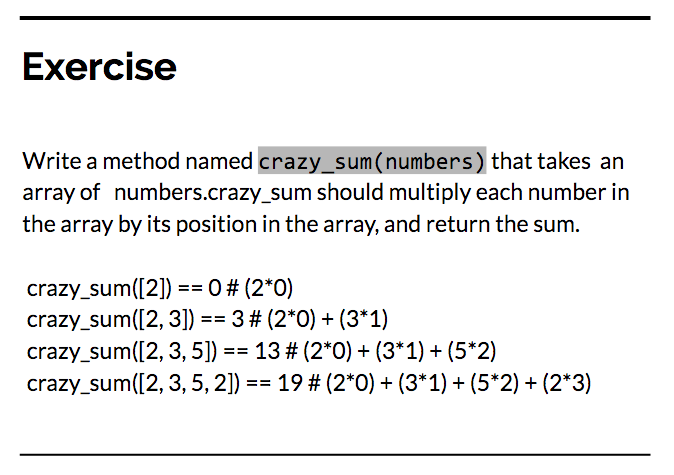 Exercise
Write a method named crazy_sum(numbers) that takes an
array of numbers.crazy_sum should multiply each number in
the array by its position in the array, and return the sum.
crazy_sum([2]) == 0 # (2*0)
crazy_sum([2, 3]) == 3 # (2*0) + (3*1)
crazy_sum([2, 3, 5]) == 13 # (2*0) + (3*1) + (5*2)
crazy_sum([2, 3, 5, 2]) == 19 # (2*0) + (3*1) + (5*2) + (2*3)